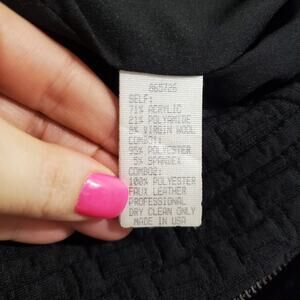 865726
SELF:
71% ACRYLIC
21% POLYAMIDE
8% VIRGIN WOOL
COMBO1:
95% POLYESTER
5% SPANDEX
COMBO2:
100% POLYESTER
FAUX LEATHER
PROFESSIONAL
DRY CLEAN ONLY
MADE IN USA